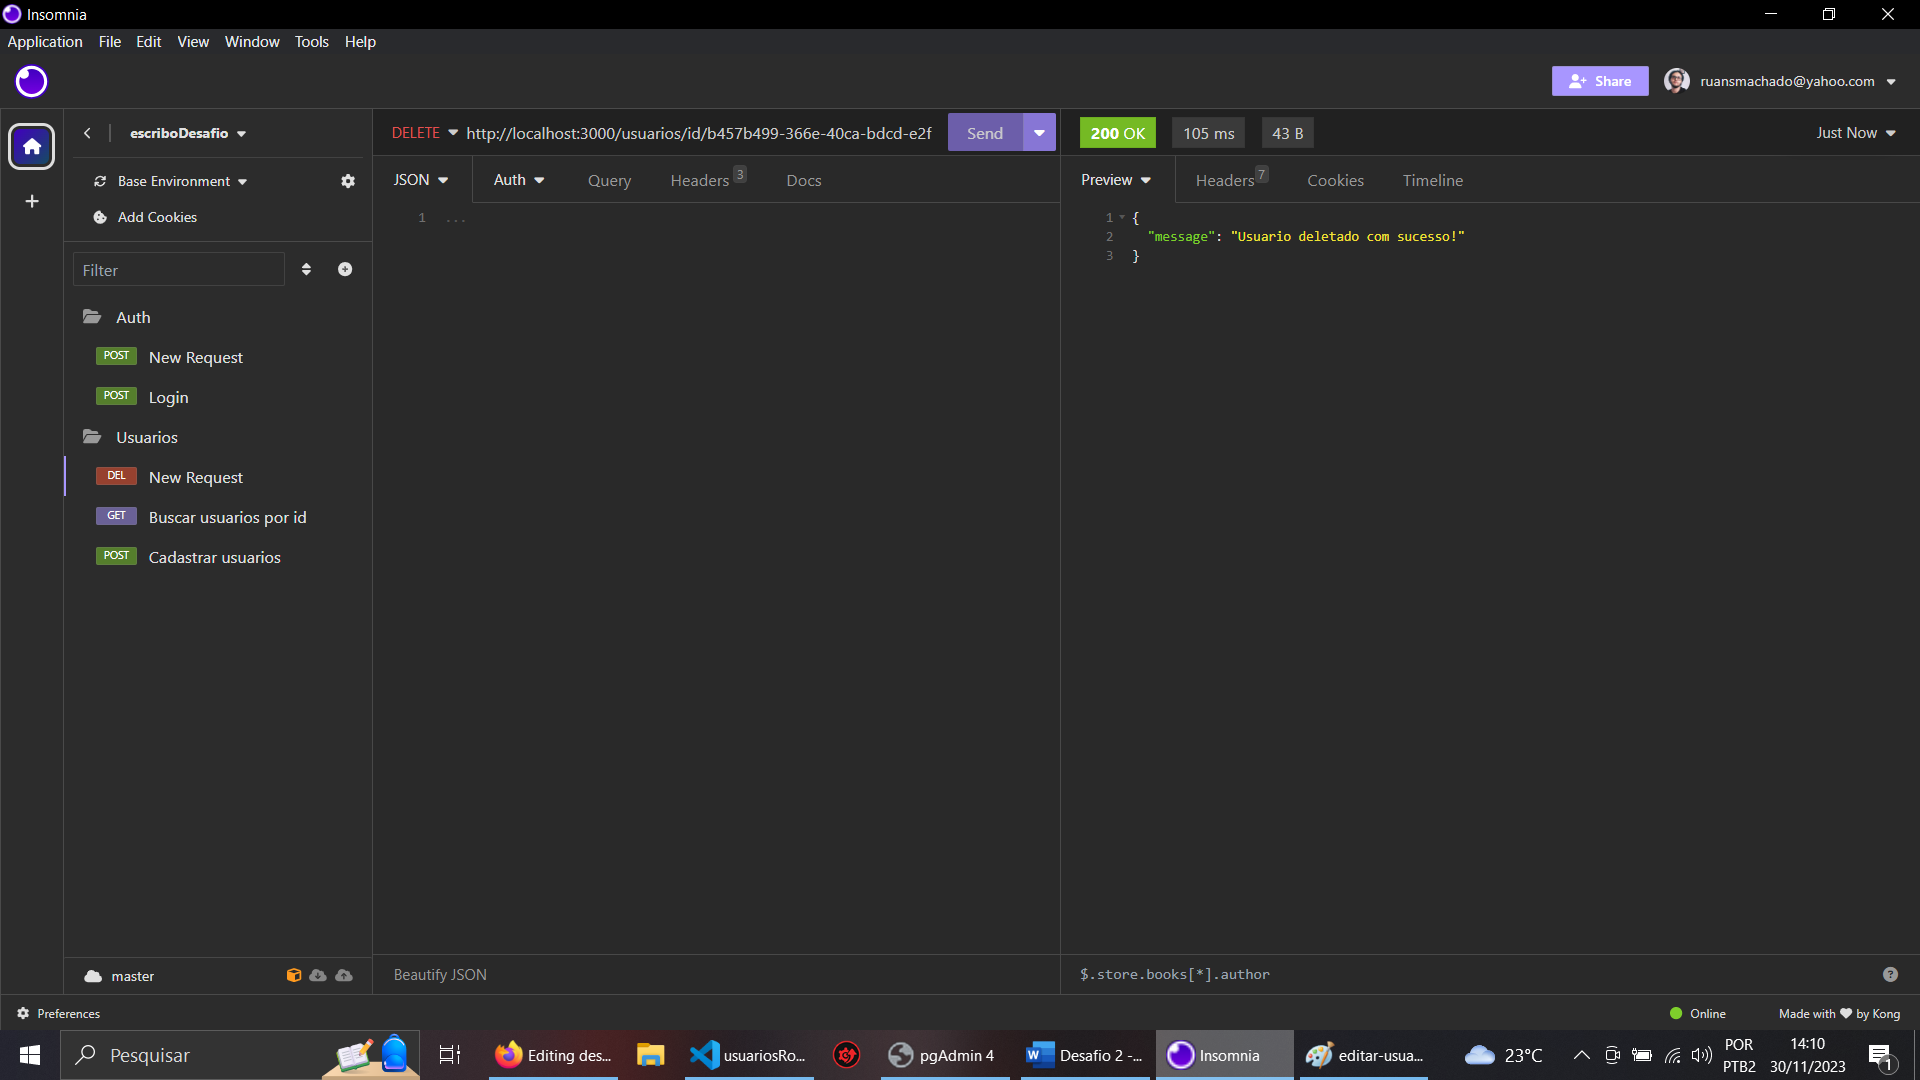 Insomnia
Application File Edit View Window Tools Help
Share ruansmachado@yahoo.com
escriboDesafio
DELETE http://localhost:3000/usuarios/id/b457b499-366e-40ca-bdcd-e2f Send
200 OK 105 ms 43 B Just Now
Base Environment
Add Cookies
JSON Auth Query Headers 3 Docs
Preview Headers 7 Cookies Timeline
1 ...
1 {
2 "message": "Usuario deletado com sucesso!"
3 }
Filter
Auth
POST New Request
POST Login
Usuarios
DEL New Request
GET Buscar usuarios por id
POST Cadastrar usuarios
master
Beautify JSON
$.store.books[*].author
Preferences
Online Made with ♥ by Kong
Pesquisar
Editing des...
usuariosRo...
pgAdmin 4
Desafio 2 -...
Insomnia
editar-usua...
23°C
POR
PTB2
14:10
30/11/2023
1